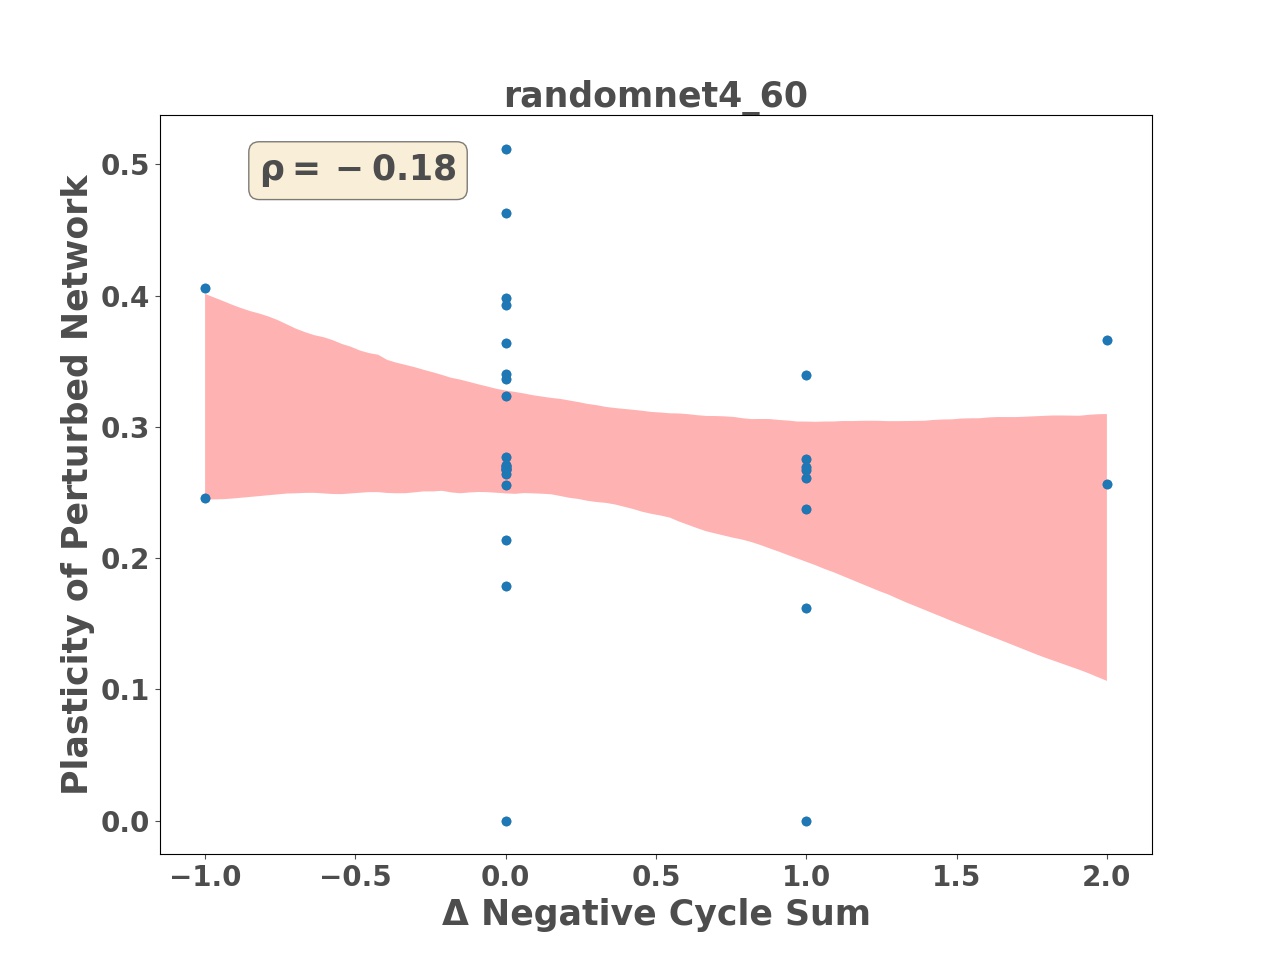 randomnet4_60
ρ = − 0.18
Plasticity of Perturbed Network
0.5
0.4
0.3
0.2
0.1
0.0
−1.0 −0.5 0.0 0.5 1.0 1.5 2.0
Δ Negative Cycle Sum